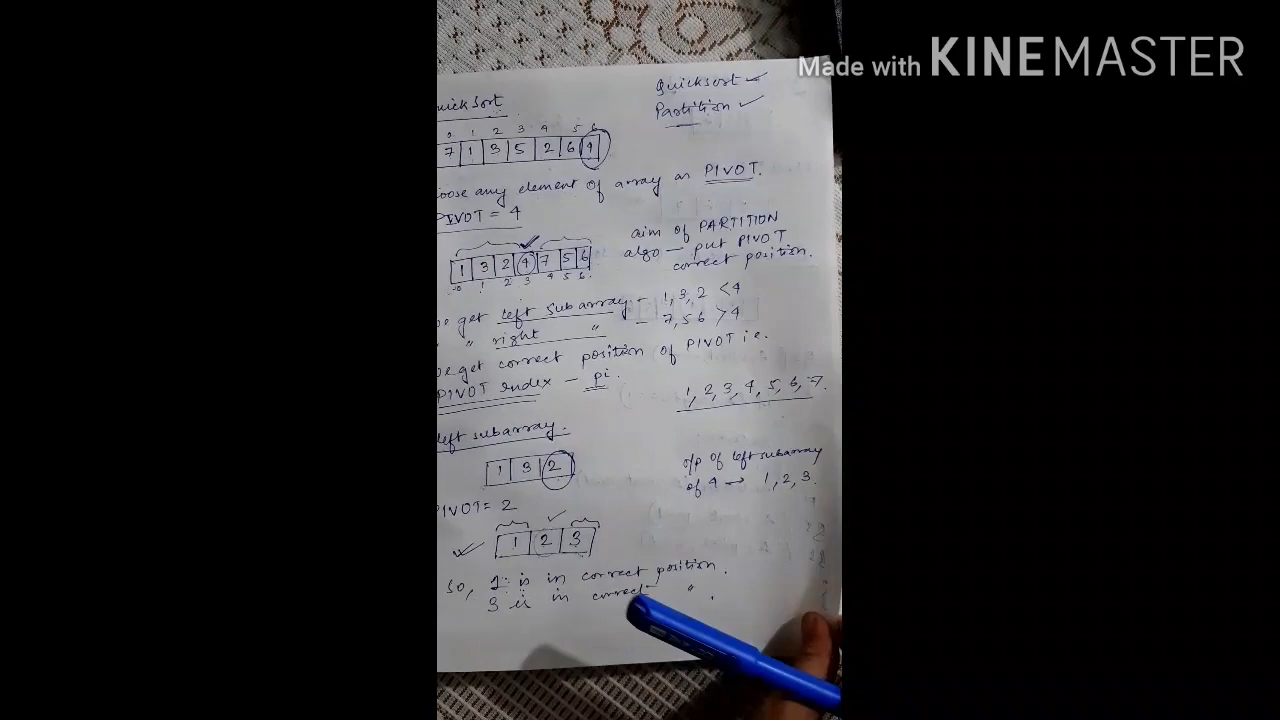 Made with KINEMASTER
QuickSort
Partition
uickSort
0 1 2 3 4 5 6
7 1 3 5 2 6 4
oose any element of array as PIVOT.
PIVOT = 4
aim of PARTITION
algo – put PIVOT
correct position.
1 3 2 4 7 5 6
0 1 2 3 4 5 6
e get left subarray – 1, 3, 2 < 4
" " right " – 7, 5 6 > 4
e get correct position of PIVOT i.e.
PIVOT Index – pi.
1, 2, 3, 4, 5, 6, 7.
left subarray.
1 3 2
o/p of left subarray
of 4 → 1, 2, 3.
PIVOT = 2
1 2 3
So, 1 is in correct position.
3 is in correct " .